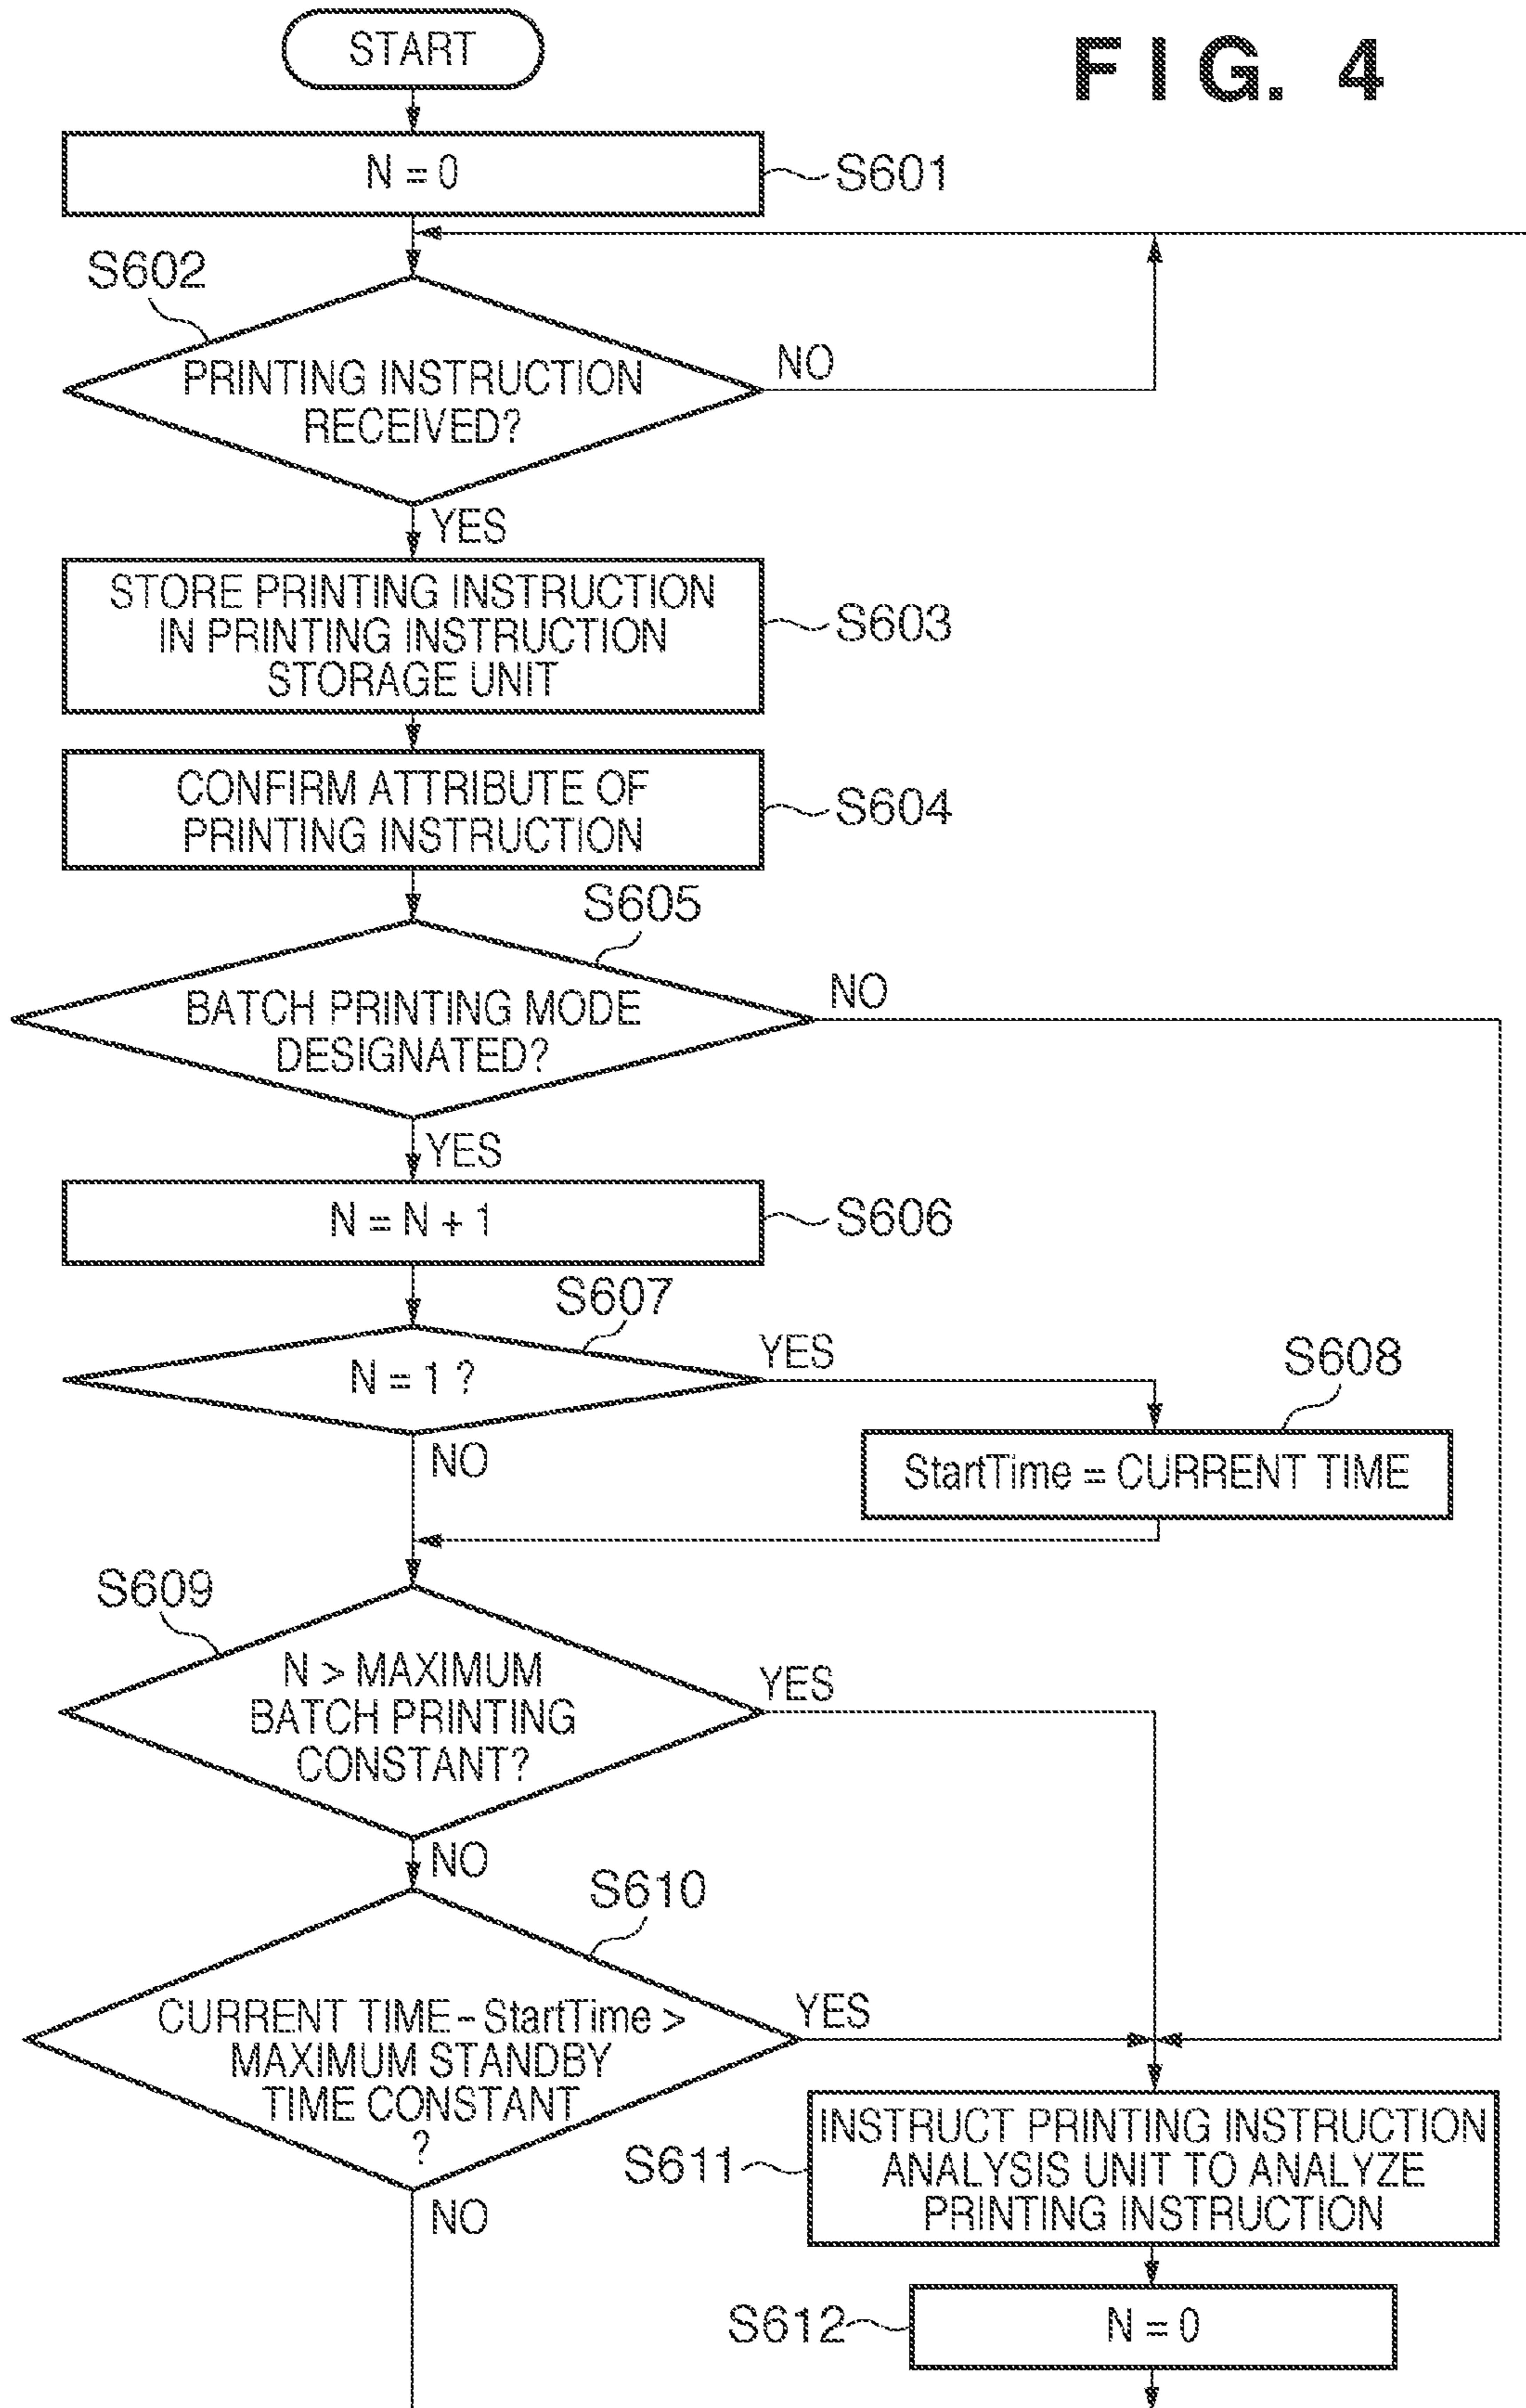 START
FIG. 4
N = 0
S601
S602
PRINTING INSTRUCTION
RECEIVED?
NO
YES
STORE PRINTING INSTRUCTION
IN PRINTING INSTRUCTION
STORAGE UNIT
S603
CONFIRM ATTRIBUTE OF
PRINTING INSTRUCTION
S604
S605
BATCH PRINTING MODE
DESIGNATED?
NO
YES
N = N + 1
S606
S607
N = 1 ?
YES
NO
S608
StartTime = CURRENT TIME
S609
N > MAXIMUM
BATCH PRINTING
CONSTANT?
YES
NO
S610
CURRENT TIME - StartTime >
MAXIMUM STANDBY
TIME CONSTANT
?
YES
NO
S611
INSTRUCT PRINTING INSTRUCTION
ANALYSIS UNIT TO ANALYZE
PRINTING INSTRUCTION
S612
N = 0